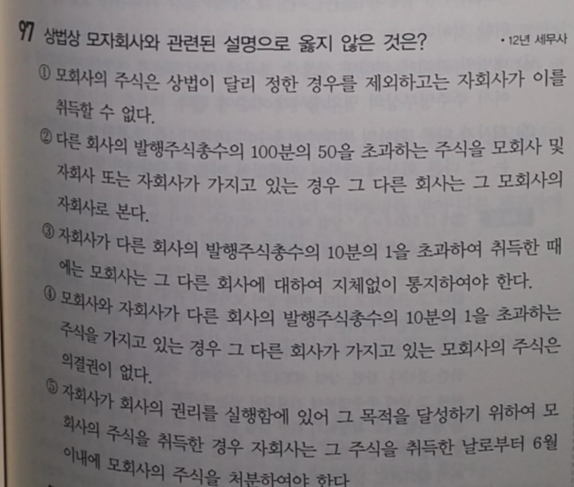 97 상법상 모자회사와 관련된 설명으로 옳지 않은 것은? • 12년 세무사
① 모회사의 주식은 상법이 달리 정한 경우를 제외하고는 자회사가 이를
취득할 수 없다.
② 다른 회사의 발행주식총수의 100분의 50을 초과하는 주식을 모회사 및
자회사 또는 자회사가 가지고 있는 경우 그 다른 회사는 그 모회사의
자회사로 본다.
③ 자회사가 다른 회사의 발행주식총수의 10분의 1을 초과하여 취득한 때
에는 모회사는 그 다른 회사에 대하여 지체없이 통지하여야 한다.
④ 모회사와 자회사가 다른 회사의 발행주식총수의 10분의 1을 초과하는
주식을 가지고 있는 경우 그 다른 회사가 가지고 있는 모회사의 주식은
의결권이 없다.
⑤ 자회사가 회사의 권리를 실행함에 있어 그 목적을 달성하기 위하여 모
회사의 주식을 취득한 경우 자회사는 그 주식을 취득한 날로부터 6월
이내에 모회사의 주식을 처분하여야 한다